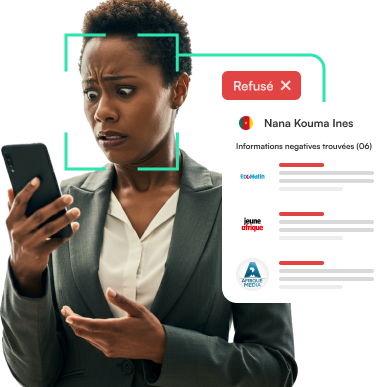 Refusé
Nana Kouma Ines
Informations negatives trouvées (06)
EcoMatin
jeune
afrique
AFRIQUE
MEDIA